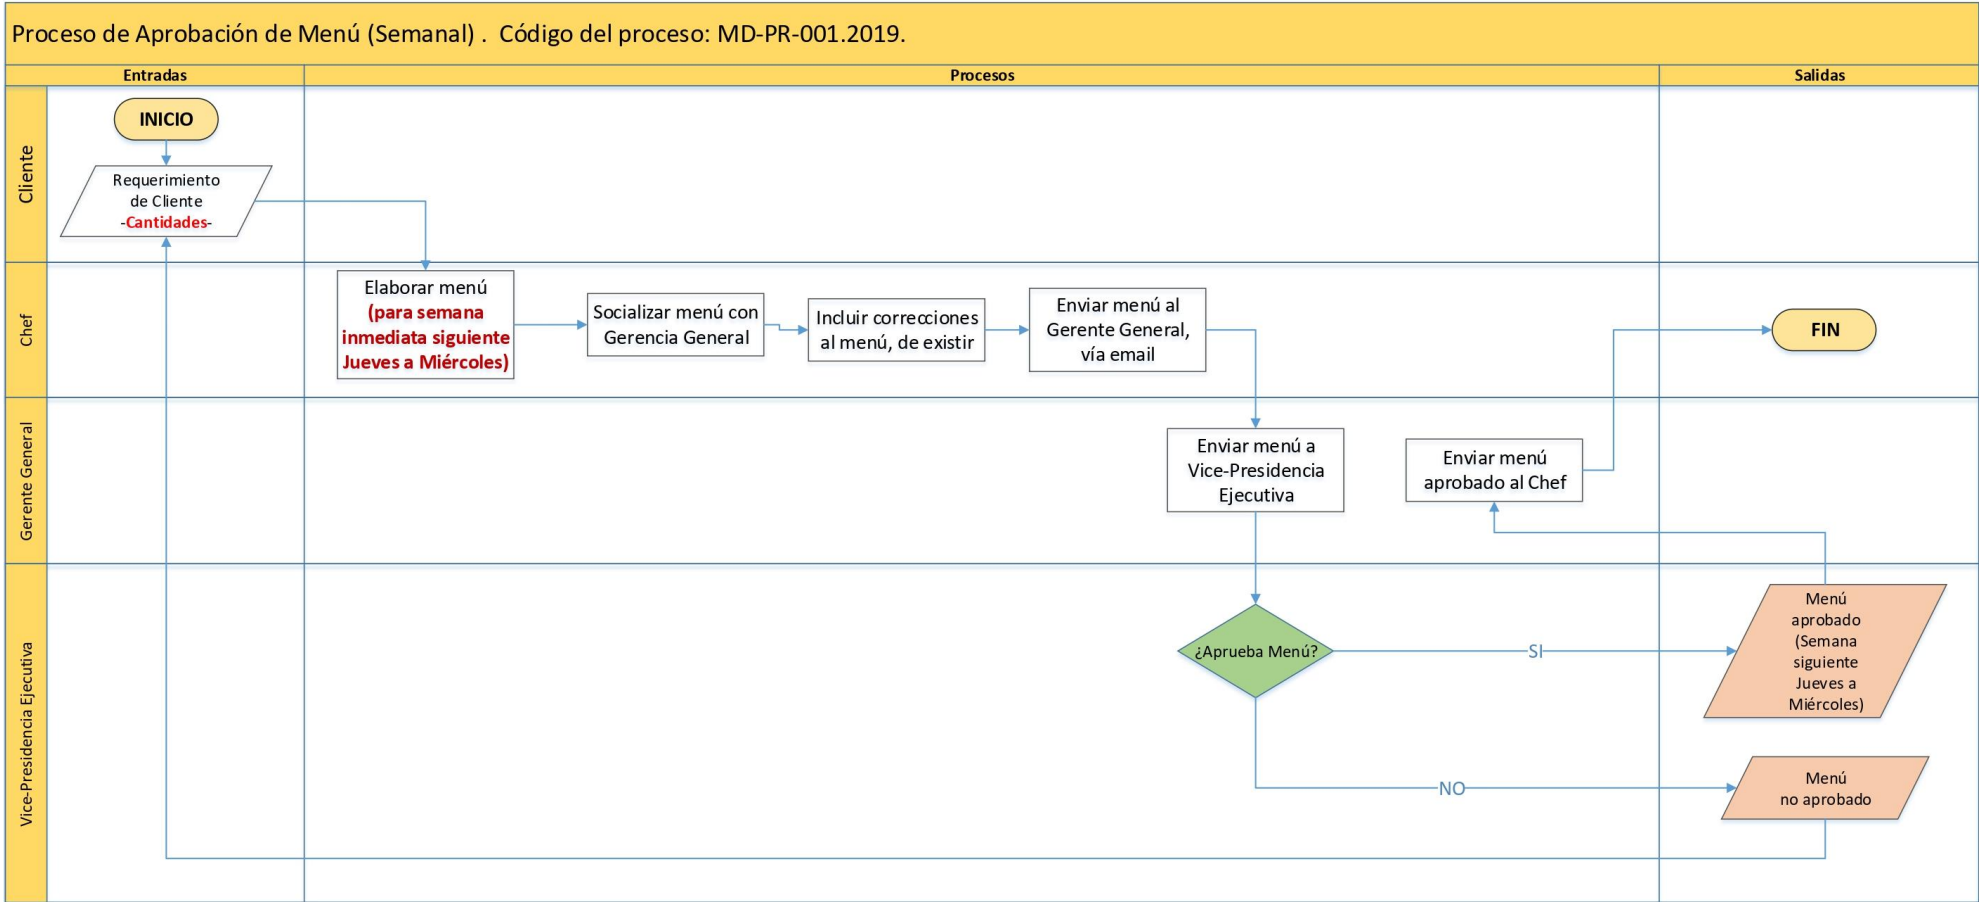 Proceso de Aprobación de Menú (Semanal) .  Código del proceso: MD-PR-001.2019.
Entradas
Procesos
Salidas
Cliente
INICIO
Requerimiento
de Cliente
-Cantidades-
Chef
Elaborar menú
(para semana
inmediata siguiente
Jueves a Miércoles)
Socializar menú con
Gerencia General
Incluir correcciones
al menú, de existir
Enviar menú al
Gerente General,
vía email
FIN
Gerente General
Enviar menú a
Vice-Presidencia
Ejecutiva
Enviar menú
aprobado al Chef
Vice-Presidencia Ejecutiva
¿Aprueba Menú?
SI
Menú
aprobado
(Semana
siguiente
Jueves a
Miércoles)
NO
Menú
no aprobado